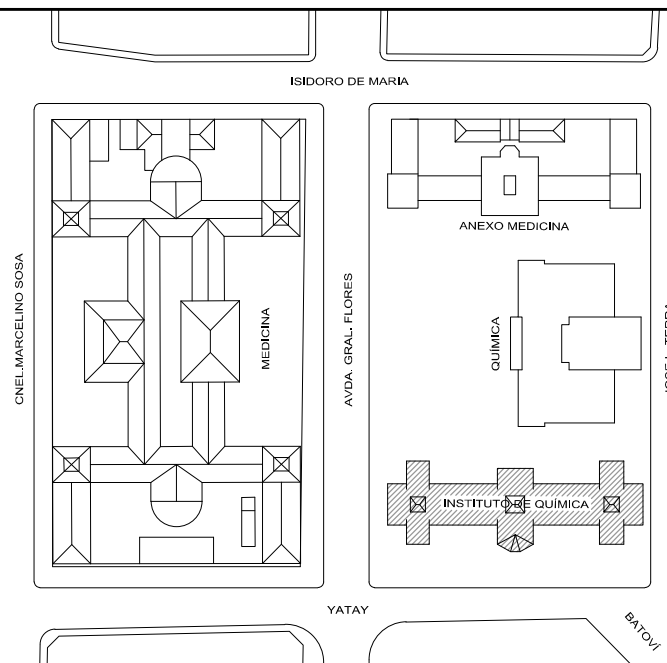 ISIDORO DE MARIA
ANEXO MEDICINA
CNEL.MARCELINO SOSA
MEDICINA
AVDA. GRAL. FLORES
QUÍMICA
INSTITUTO DE QUÍMICA
YATAY
BATOVÍ